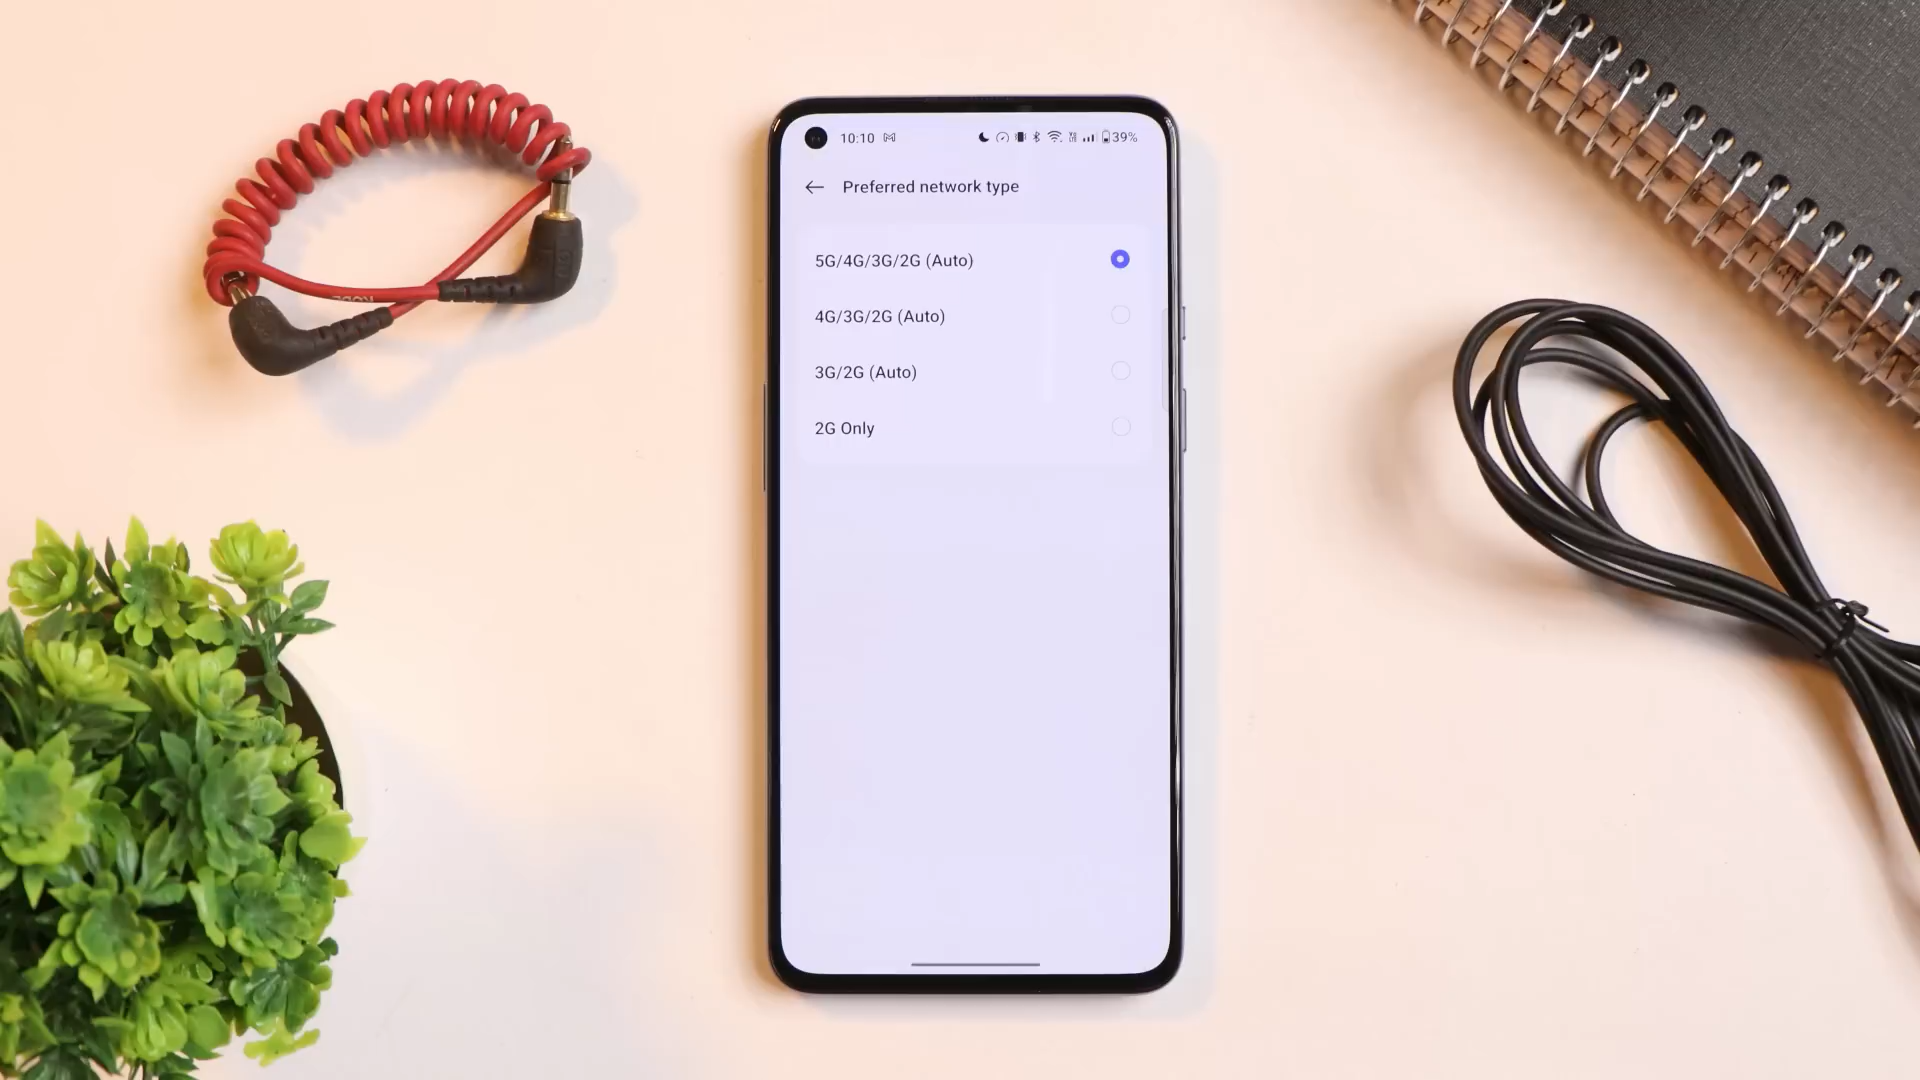 10:10
39%
Preferred network type
5G/4G/3G/2G (Auto)
4G/3G/2G (Auto)
3G/2G (Auto)
2G Only
RODE